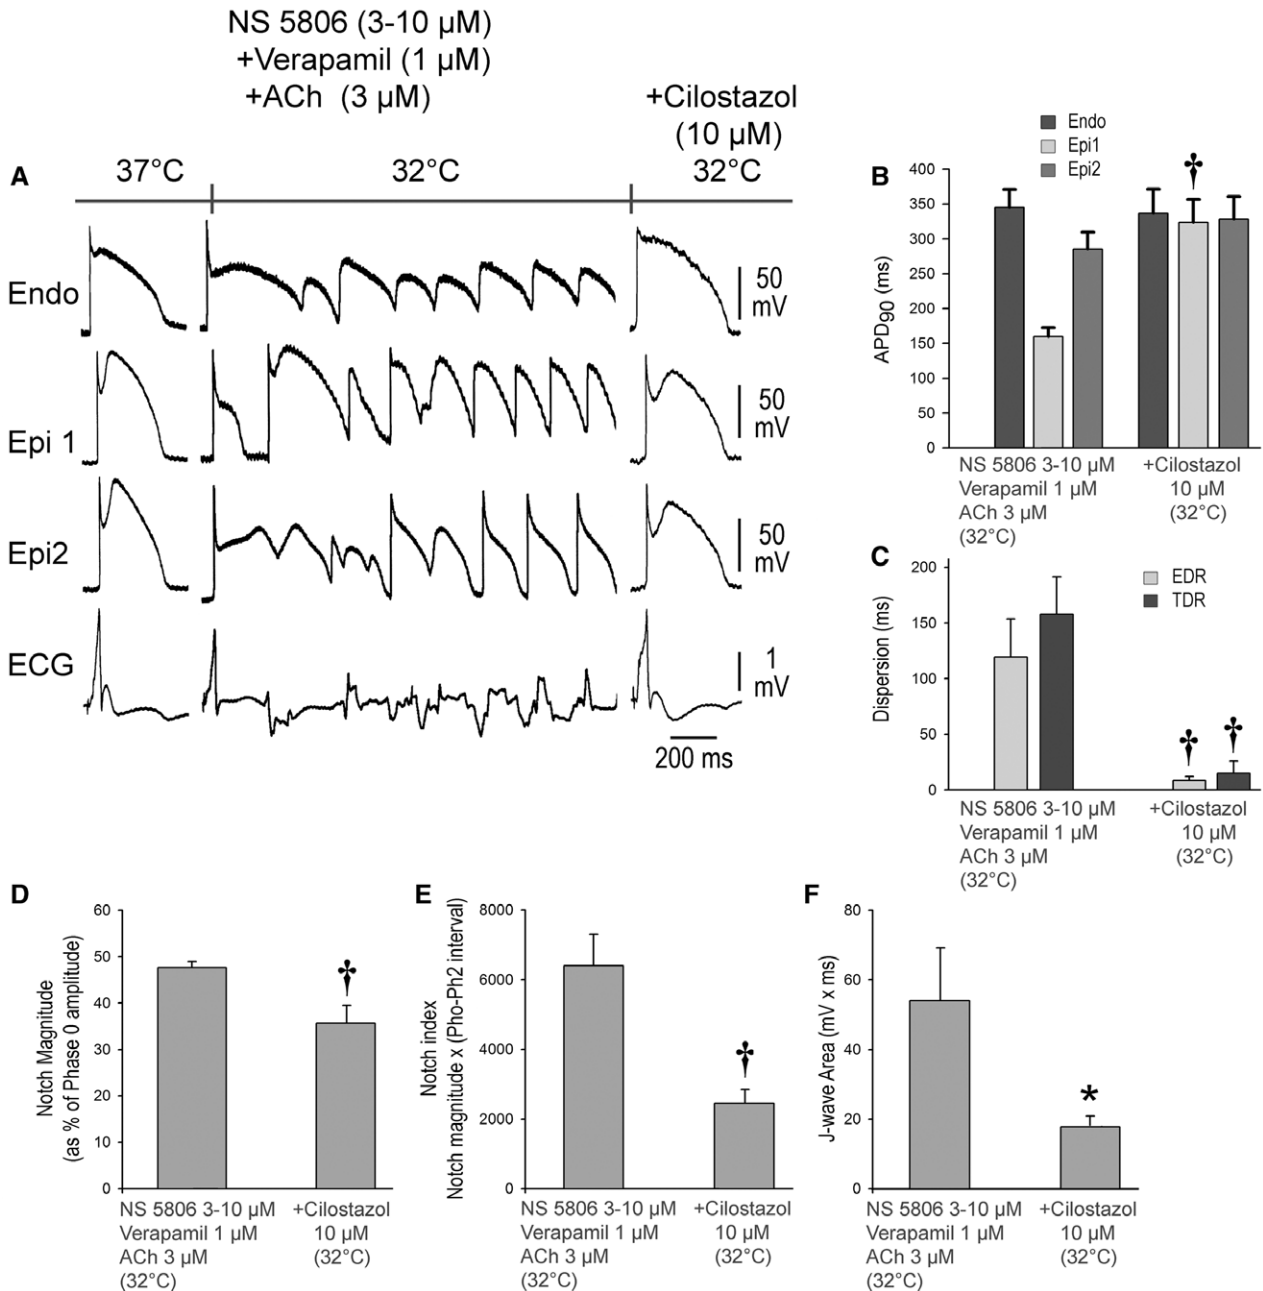 NS 5806 (3-10 µM)
+Verapamil (1 µM)
+ACh (3 µM)
+Cilostazol
(10 µM)
A
37°C
32°C
32°C
Endo
50
mV
Epi 1
50
mV
Epi2
50
mV
ECG
1
mV
200 ms
B
Endo
Epi1
Epi2
†
APD90 (ms)
400
350
300
250
200
150
100
50
0
NS 5806 3-10 µM
Verapamil 1 µM
ACh 3 µM
(32°C)
+Cilostazol
10 µM
(32°C)
C
EDR
TDR
Dispersion (ms)
200
150
100
50
0
† †
NS 5806 3-10 µM
Verapamil 1 µM
ACh 3 µM
(32°C)
+Cilostazol
10 µM
(32°C)
D
Notch Magnitude
(as % of Phase 0 amplitude)
60
50
40
30
20
10
0
†
NS 5806 3-10 µM
Verapamil 1 µM
ACh 3 µM
(32°C)
+Cilostazol
10 µM
(32°C)
E
Notch index
Notch magnitude x (Pho-Ph2 interval)
8000
6000
4000
2000
0
†
NS 5806 3-10 µM
Verapamil 1 µM
ACh 3 µM
(32°C)
+Cilostazol
10 µM
(32°C)
F
J-wave Area (mV x ms)
80
60
40
20
0
*
NS 5806 3-10 µM
Verapamil 1 µM
ACh 3 µM
(32°C)
+Cilostazol
10 µM
(32°C)